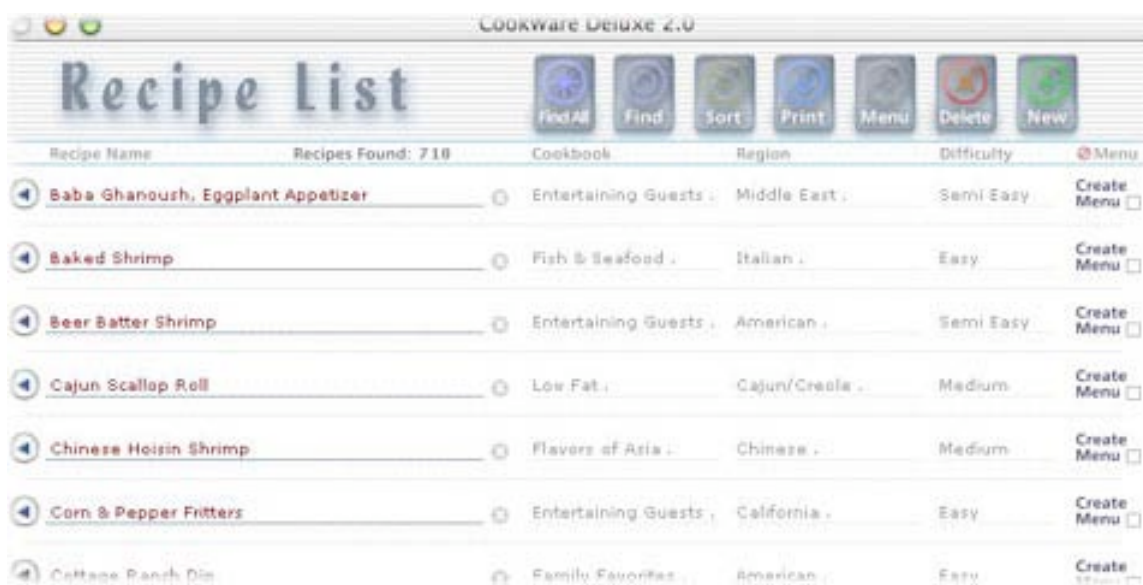 CookWare Deluxe 2.0
Recipe List
Find All Find Sort Print Menu Delete New
Recipe Name Recipes Found: 710 Cookbook Region Difficulty Menu
Baba Ghanoush, Eggplant Appetizer Entertaining Guests . Middle East . Semi Easy Create Menu
Baked Shrimp Fish & Seafood . Italian . Easy Create Menu
Beer Batter Shrimp Entertaining Guests . American . Semi Easy Create Menu
Cajun Scallop Roll Low Fat . Cajun/Creole . Medium Create Menu
Chinese Hoisin Shrimp Flavors of Asia . Chinese . Medium Create Menu
Corn & Pepper Fritters Entertaining Guests . California . Easy Create Menu
Cottage Ranch Dip Family Favorites . American . Easy Create Menu